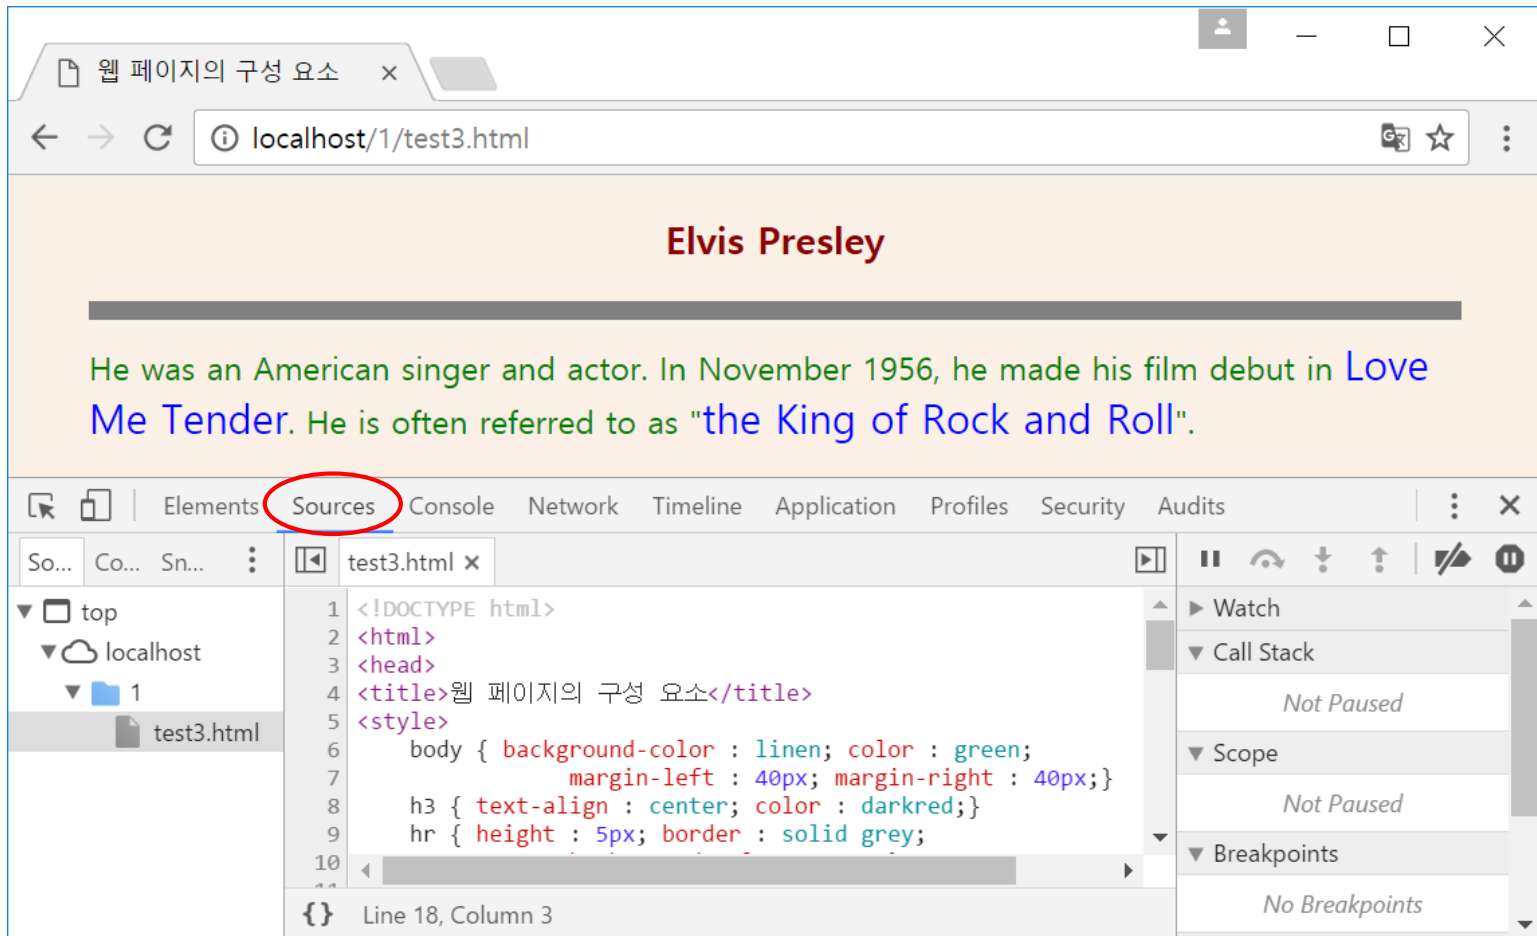 웹 페이지의 구성 요소
localhost/1/test3.html
Elvis Presley
He was an American singer and actor. In November 1956, he made his film debut in Love
Me Tender. He is often referred to as "the King of Rock and Roll".
Elements Sources Console Network Timeline Application Profiles Security Audits
So... Co... Sn...
test3.html
top
localhost
1
test3.html
1 <!DOCTYPE html>
2 <html>
3 <head>
4 <title>웹 페이지의 구성 요소</title>
5 <style>
6 body { background-color : linen; color : green;
7 margin-left : 40px; margin-right : 40px;}
8 h3 { text-align : center; color : darkred;}
9 hr { height : 5px; border : solid grey;
10
{} Line 18, Column 3
Watch
Call Stack
Not Paused
Scope
Not Paused
Breakpoints
No Breakpoints